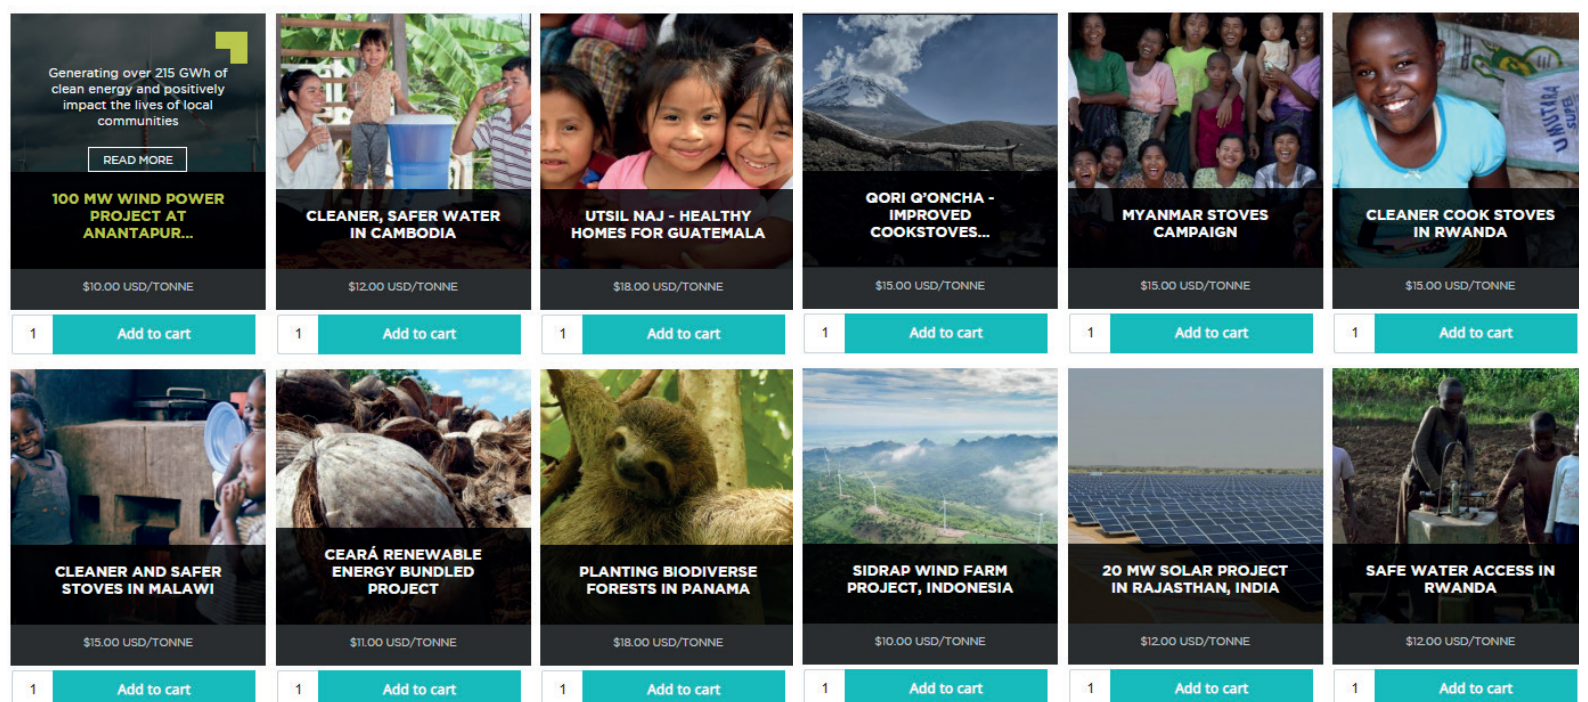 Generating over 215 GWh of
clean energy and positively
impact the lives of local
communities
READ MORE
100 MW WIND POWER
PROJECT AT
ANANTAPUR...
$10.00 USD/TONNE
1
Add to cart
CLEANER, SAFER WATER
IN CAMBODIA
$12.00 USD/TONNE
1
Add to cart
UTSIL NAJ - HEALTHY
HOMES FOR GUATEMALA
$18.00 USD/TONNE
1
Add to cart
QORI Q'ONCHA -
IMPROVED
COOKSTOVES...
$15.00 USD/TONNE
1
Add to cart
MYANMAR STOVES
CAMPAIGN
$15.00 USD/TONNE
1
Add to cart
UMUTARA
SUPER
CLEANER COOK STOVES
IN RWANDA
$15.00 USD/TONNE
1
Add to cart
CLEANER AND SAFER
STOVES IN MALAWI
$15.00 USD/TONNE
1
Add to cart
CEARÁ RENEWABLE
ENERGY BUNDLED
PROJECT
$11.00 USD/TONNE
1
Add to cart
PLANTING BIODIVERSE
FORESTS IN PANAMA
$18.00 USD/TONNE
1
Add to cart
SIDRAP WIND FARM
PROJECT, INDONESIA
$10.00 USD/TONNE
1
Add to cart
20 MW SOLAR PROJECT
IN RAJASTHAN, INDIA
$12.00 USD/TONNE
1
Add to cart
SAFE WATER ACCESS IN
RWANDA
$12.00 USD/TONNE
1
Add to cart